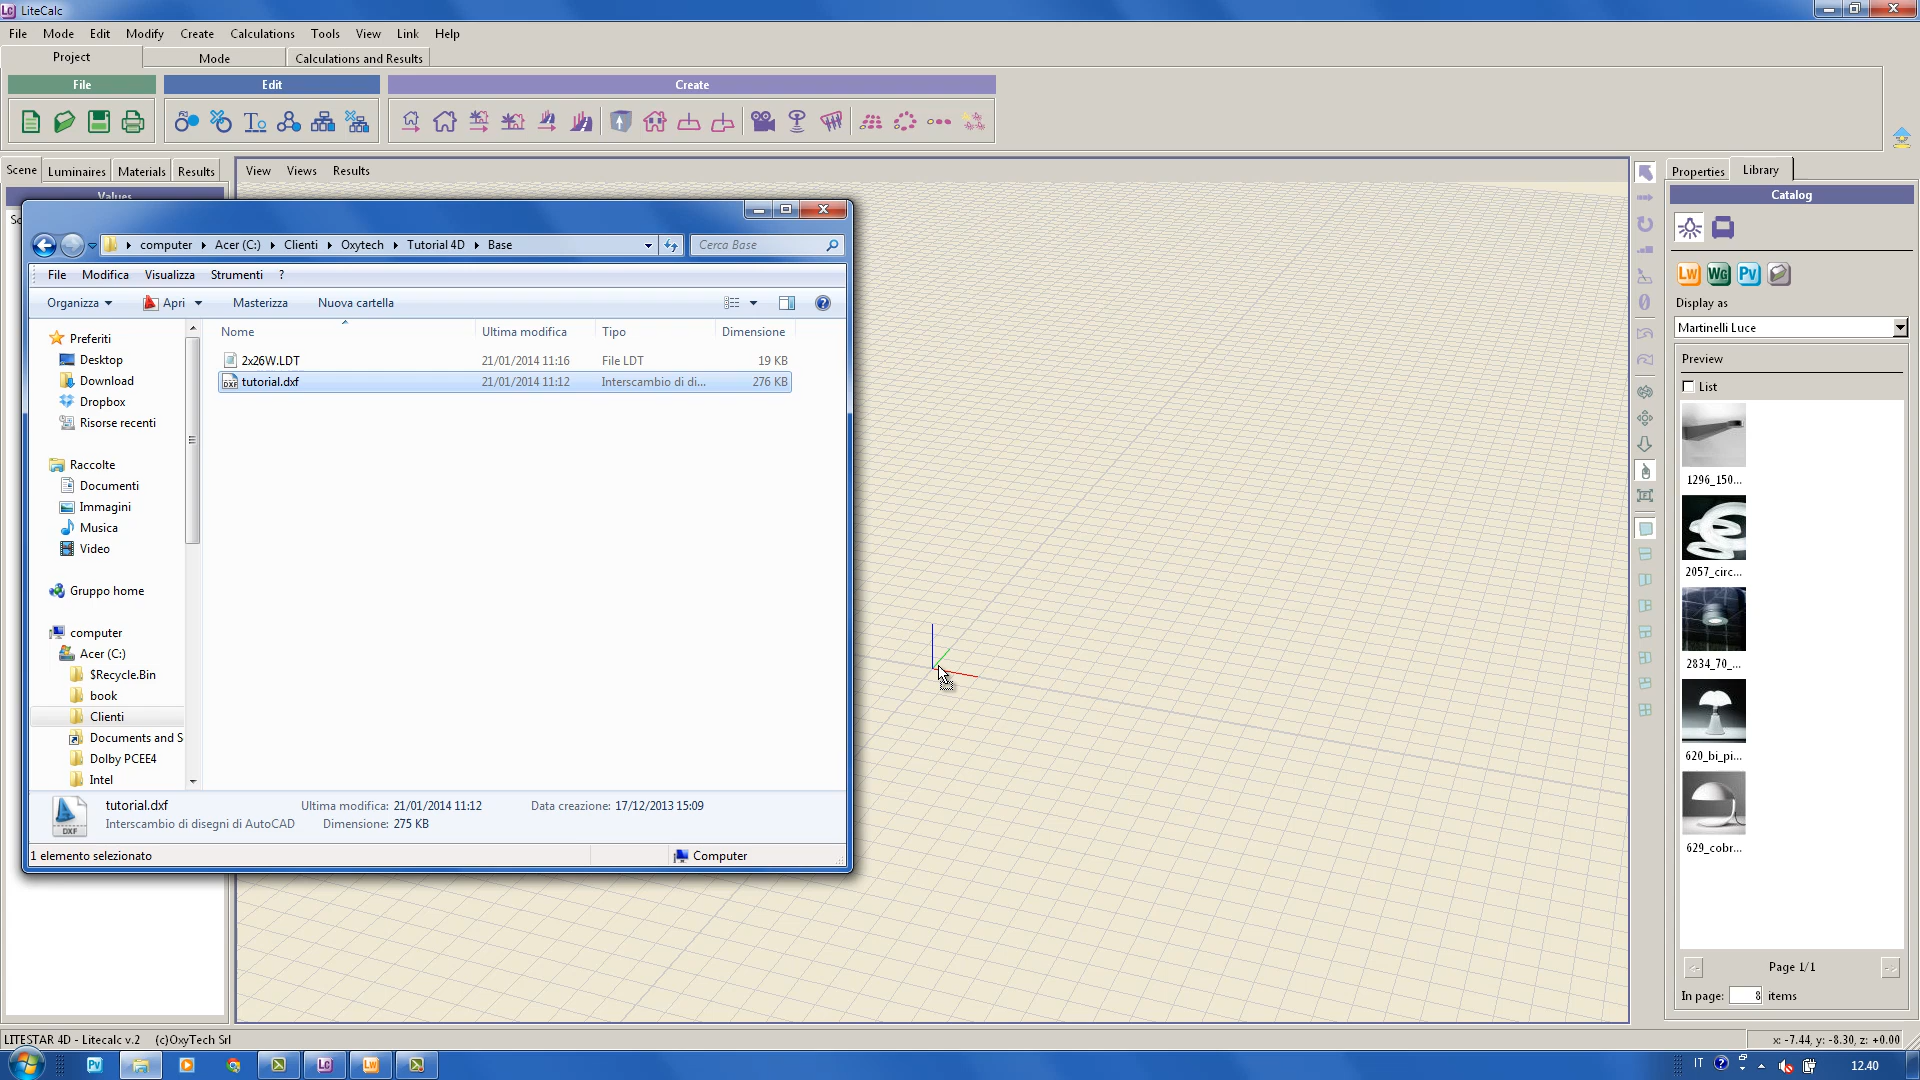 LiteCalc
File Mode Edit Modify Create Calculations Tools View Link Help
Project Mode Calculations and Results
File Edit Create
Scene Luminaires Materials Results
View Views Results
Values
computer Acer (C:) Clienti Oxytech Tutorial 4D Base
Cerca Base
File Modifica Visualizza Strumenti ?
Organizza Apri Masterizza Nuova cartella
Nome Ultima modifica Tipo Dimensione
2x26W.LDT 21/01/2014 11:16 File LDT 19 KB
tutorial.dxf 21/01/2014 11:12 Interscambio di di... 276 KB
Preferiti
Desktop
Download
Dropbox
Risorse recenti
Raccolte
Documenti
Immagini
Musica
Video
Gruppo home
computer
Acer (C:)
$Recycle.Bin
book
Clienti
Documents and S
Dolby PCEE4
Intel
tutorial.dxf Ultima modifica: 21/01/2014 11:12 Data creazione: 17/12/2013 15:09
Interscambio di disegni di AutoCAD Dimensione: 275 KB
DXF
1 elemento selezionato
Computer
Properties Library
Catalog
Lw Wg Pv
Display as
Martinelli Luce
Preview
List
1296_150...
2057_circ...
2834_70_...
620_bi_pi...
629_cobr...
Page 1/1
In page: 8 items
LITESTAR 4D - Litecalc v.2 (c)OxyTech Srl
x: -7.44, y: -8.30, z: +0.00
IT
12.40